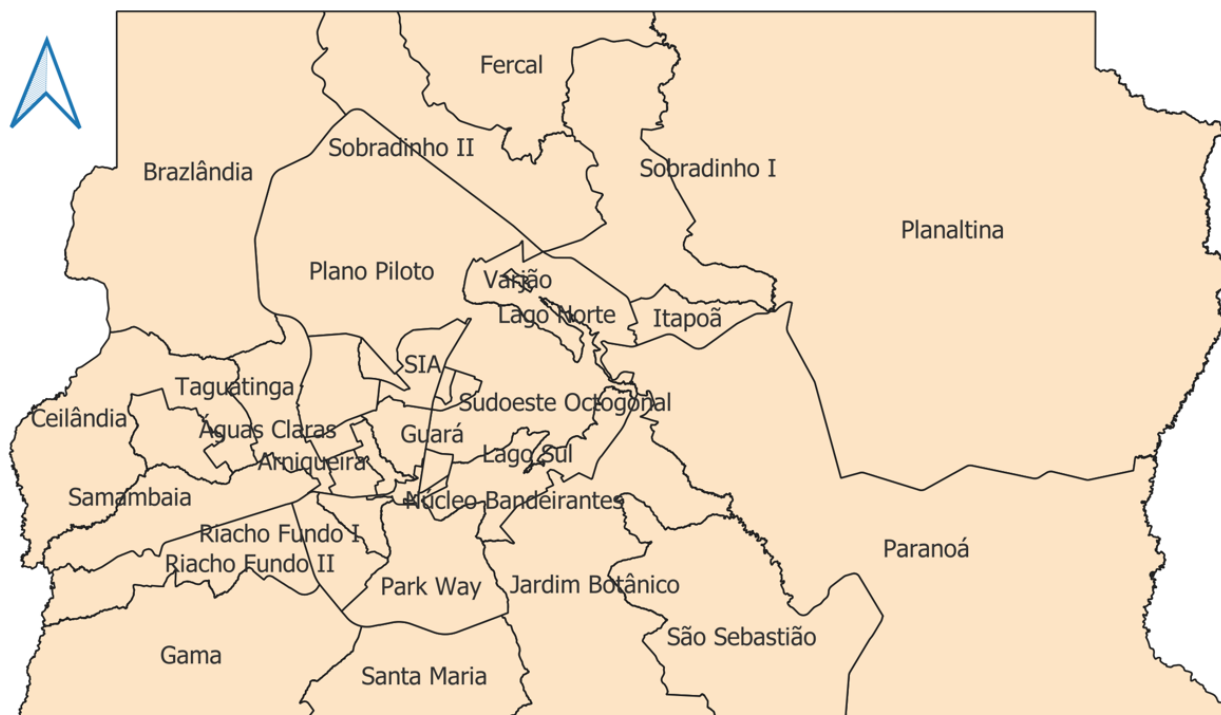 Fercal
Sobradinho II
Brazlândia
Sobradinho I
Planaltina
Plano Piloto
Varjão
Lago Norte
Itapoã
SIA
Taguatinga
Sudoeste Octogonal
Ceilândia
Águas Claras
Guará
Arniqueira
Lago Sul
Samambaia
Núcleo Bandeirantes
Riacho Fundo I
Paranoá
Riacho Fundo II
Park Way
Jardim Botânico
São Sebastião
Gama
Santa Maria